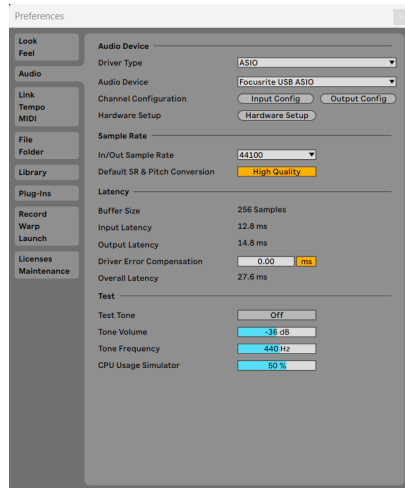 Preferences
Look
Feel
Audio
Link
Tempo
MIDI
File
Folder
Library
Plug-Ins
Record
Warp
Launch
Licenses
Maintenance
Audio Device
Driver Type ASIO
Audio Device Focusrite USB ASIO
Channel Configuration Input Config Output Config
Hardware Setup Hardware Setup
Sample Rate
In/Out Sample Rate 44100
Default SR & Pitch Conversion High Quality
Latency
Buffer Size 256 Samples
Input Latency 12.8 ms
Output Latency 14.8 ms
Driver Error Compensation 0.00 ms
Overall Latency 27.6 ms
Test
Test Tone Off
Tone Volume -36 dB
Tone Frequency 440 Hz
CPU Usage Simulator 50 %